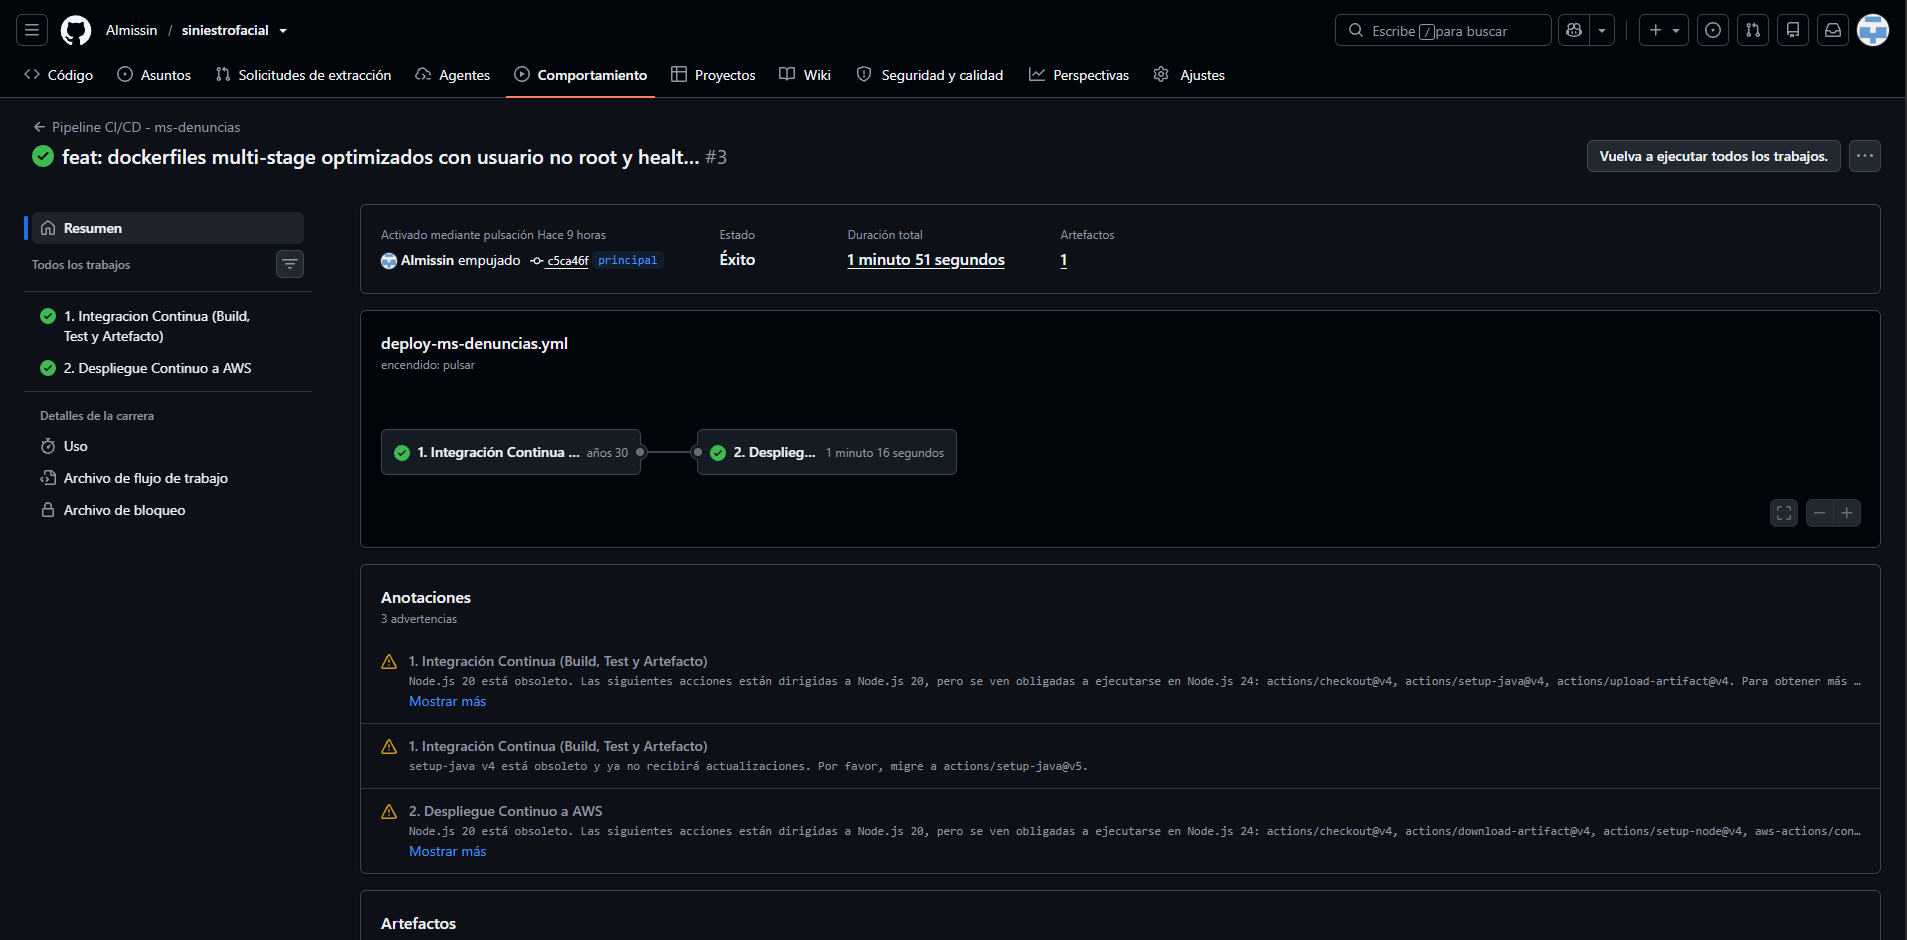 Almissin / siniestrofacial
Escribe / para buscar
Código
Asuntos
Solicitudes de extracción
Agentes
Comportamiento
Proyectos
Wiki
Seguridad y calidad
Perspectivas
Ajustes
Pipeline CI/CD - ms-denuncias
feat: dockerfiles multi-stage optimizados con usuario no root y healt... #3
Vuelva a ejecutar todos los trabajos.
Resumen
Todos los trabajos
1. Integracion Continua (Build,
Test y Artefacto)
2. Despliegue Continuo a AWS
Detalles de la carrera
Uso
Archivo de flujo de trabajo
Archivo de bloqueo
Activado mediante pulsación Hace 9 horas
Almissin empujado c5ca46f principal
Estado
Éxito
Duración total
1 minuto 51 segundos
Artefactos
1
deploy-ms-denuncias.yml
encendido: pulsar
1. Integración Continua ... años 30
2. Desplieg... 1 minuto 16 segundos
Anotaciones
3 advertencias
1. Integración Continua (Build, Test y Artefacto)
Node.js 20 está obsoleto. Las siguientes acciones están dirigidas a Node.js 20, pero se ven obligadas a ejecutarse en Node.js 24: actions/checkout@v4, actions/setup-java@v4, actions/upload-artifact@v4. Para obtener más …
Mostrar más
1. Integración Continua (Build, Test y Artefacto)
setup-java v4 está obsoleto y ya no recibirá actualizaciones. Por favor, migre a actions/setup-java@v5.
2. Despliegue Continuo a AWS
Node.js 20 está obsoleto. Las siguientes acciones están dirigidas a Node.js 20, pero se ven obligadas a ejecutarse en Node.js 24: actions/checkout@v4, actions/download-artifact@v4, actions/setup-node@v4, aws-actions/con…
Mostrar más
Artefactos